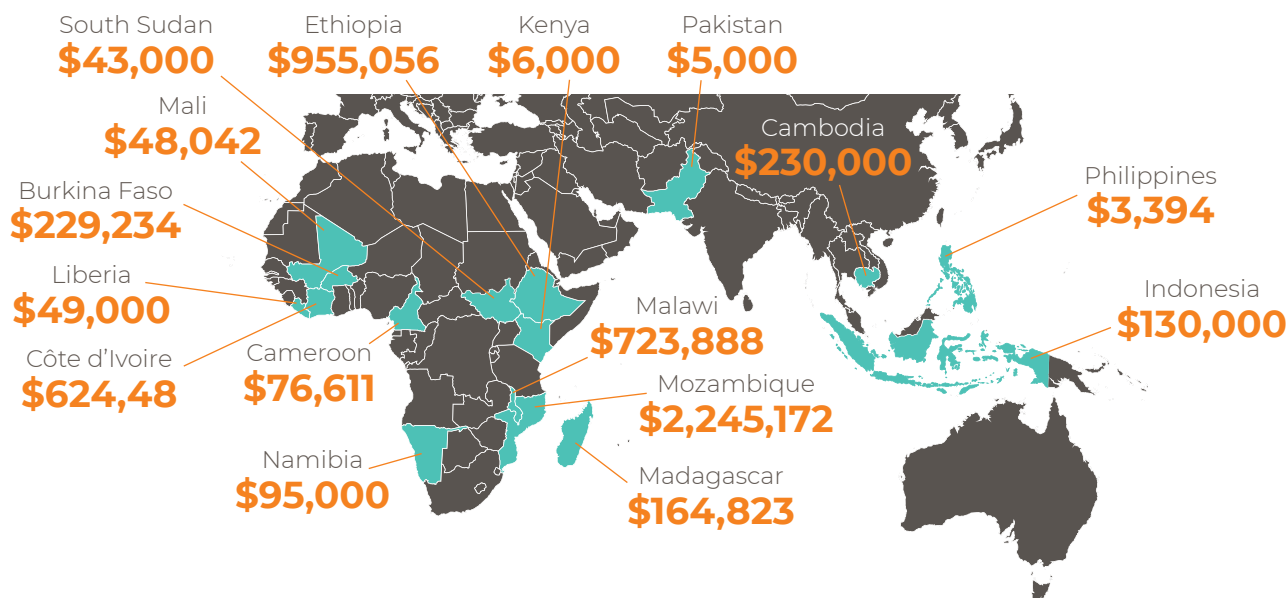 South Sudan
$43,000
Ethiopia
$955,056
Kenya
$6,000
Pakistan
$5,000
Mali
$48,042
Cambodia
$230,000
Burkina Faso
$229,234
Philippines
$3,394
Liberia
$49,000
Malawi
$723,888
Indonesia
$130,000
Côte d’Ivoire
$624,48
Cameroon
$76,611
Mozambique
$2,245,172
Namibia
$95,000
Madagascar
$164,823